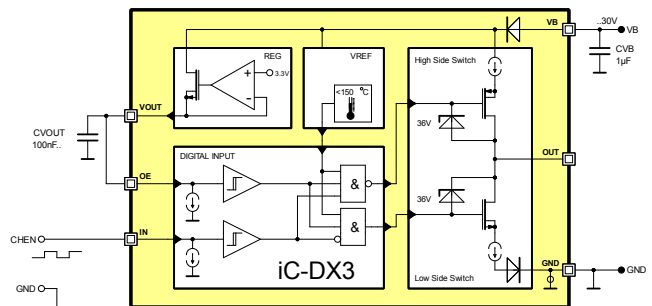 REG
VREF
VB
..30V
VB
CVB
1µF
High Side Switch
3.3V
+
-
<150 °C
VOUT
CVOUT
100nF..
36V
DIGITAL INPUT
OUT
OE
&
36V
IN
&
CHEN
iC-DX3
GND
GND
Low Side Switch
GND